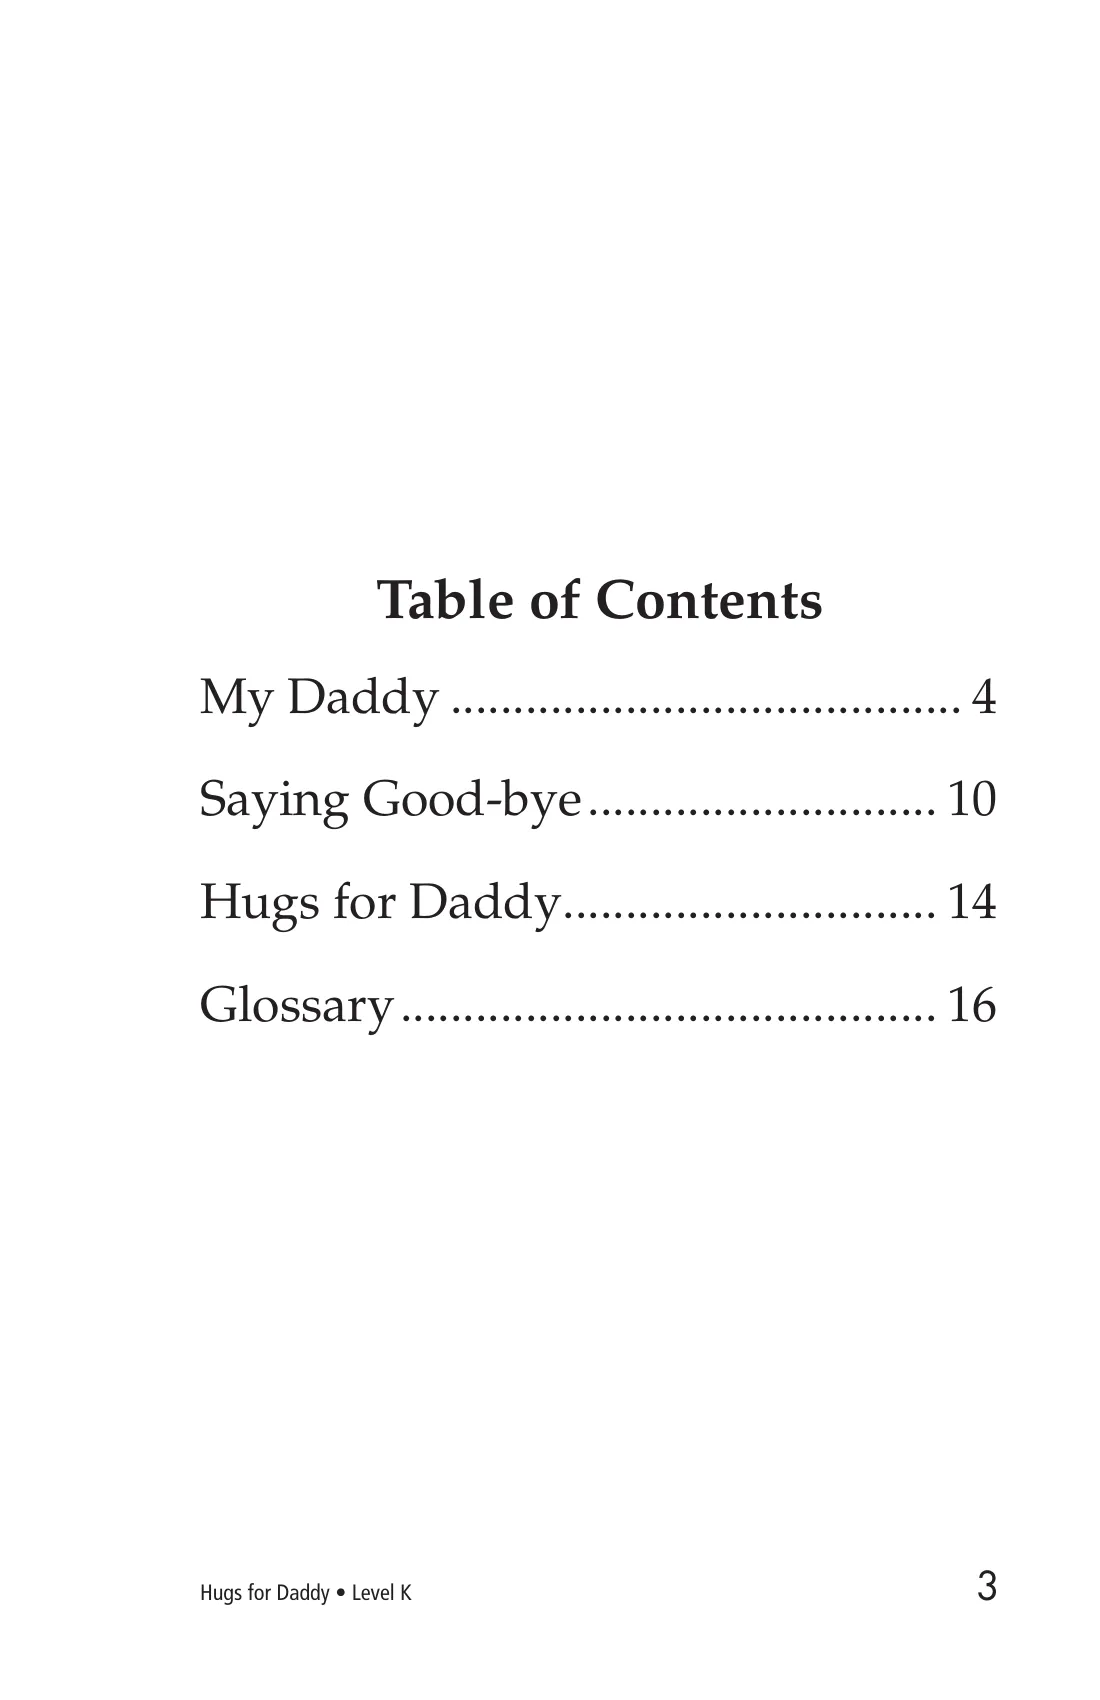 Table of Contents
My Daddy ......................................... 4
Saying Good-bye............................ 10
Hugs for Daddy.............................. 14
Glossary........................................... 16
Hugs for Daddy • Level K 3